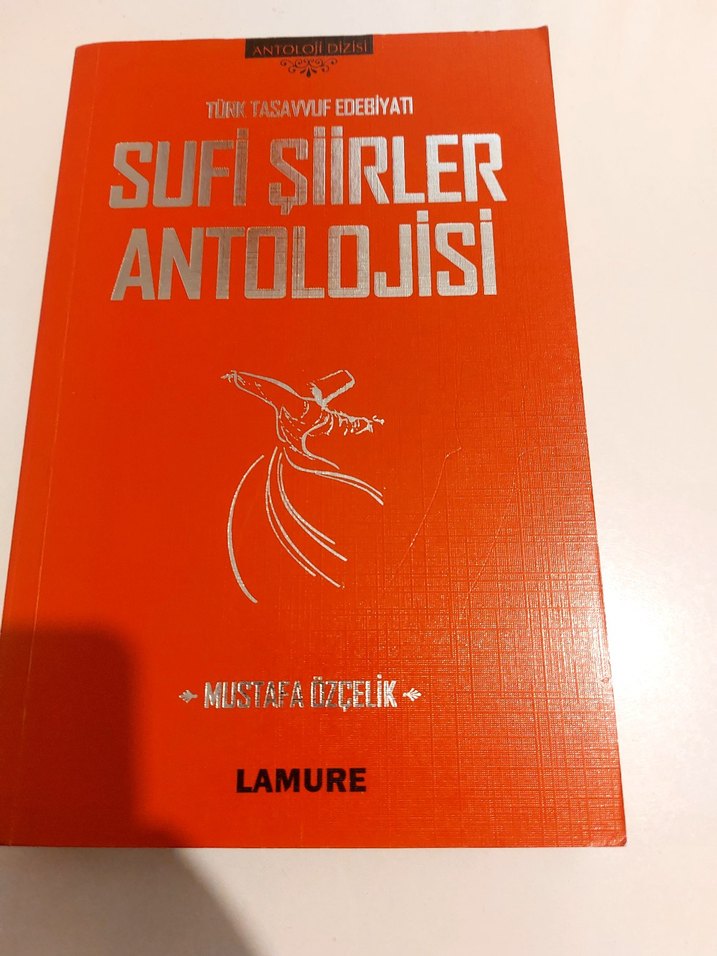 ANTOLOJİ DİZİSİ
TÜRK TASAVVUF EDEBİYATI
SUFİ ŞİİRLER
ANTOLOJİSİ
MUSTAFA ÖZÇELİK
LAMURE